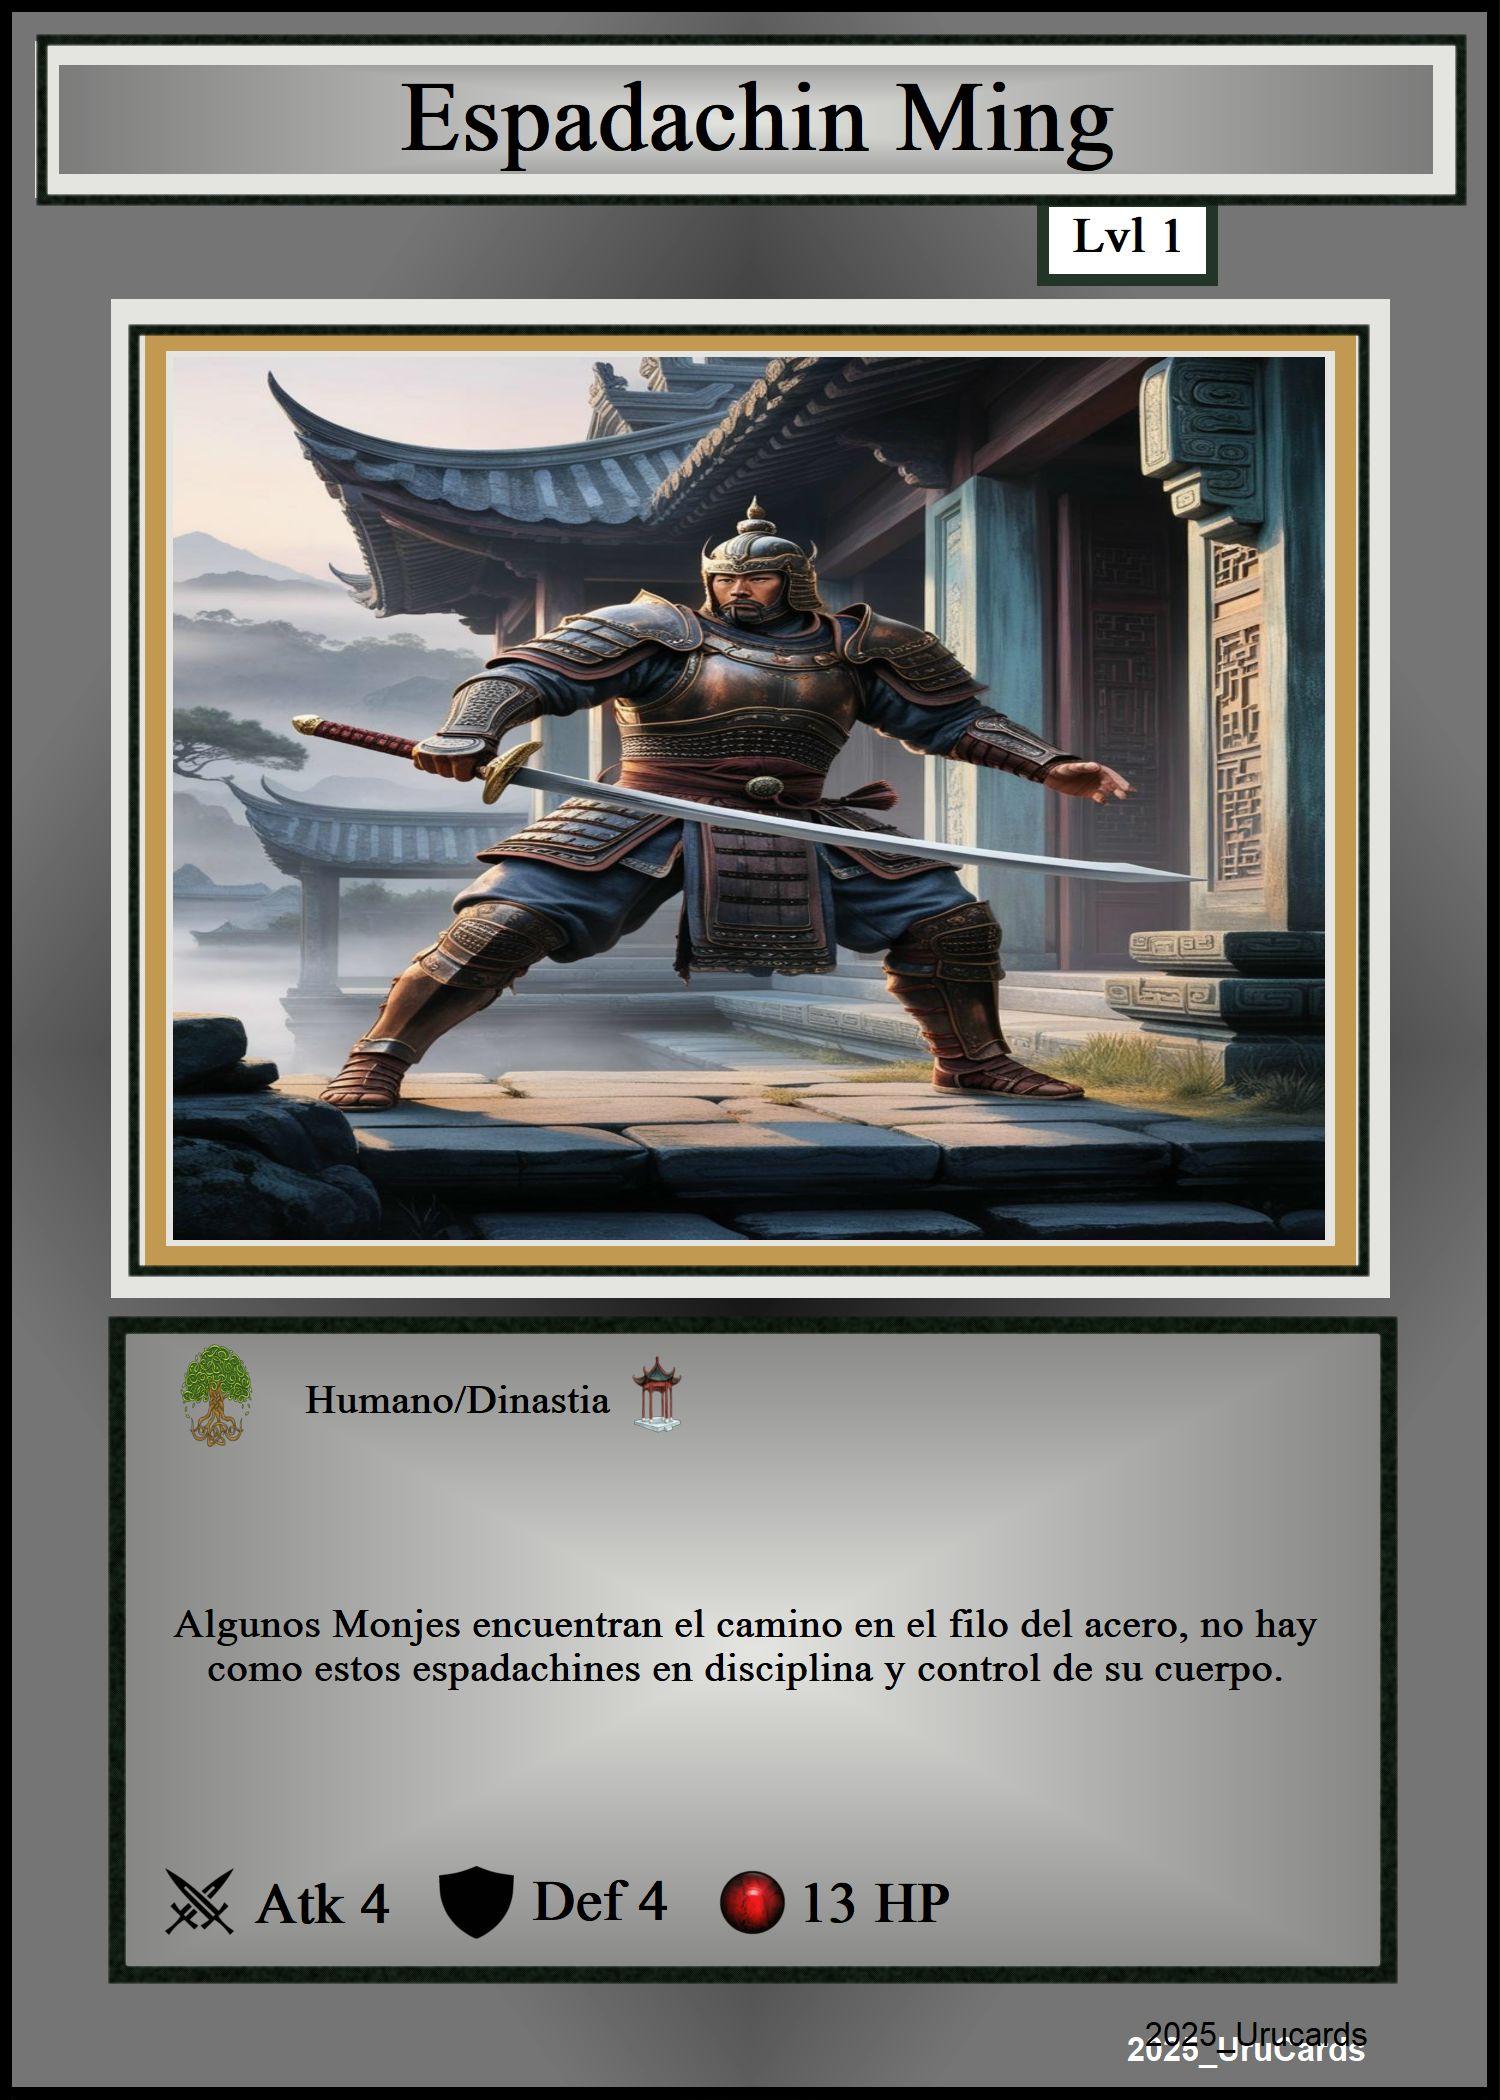 Espadachin Ming
Lvl 1
Humano/Dinastia
Algunos Monjes encuentran el camino en el filo del acero, no hay
como estos espadachines en disciplina y control de su cuerpo.
Atk 4 Def 4 13 HP
2025_Urucards
2025_UruCards